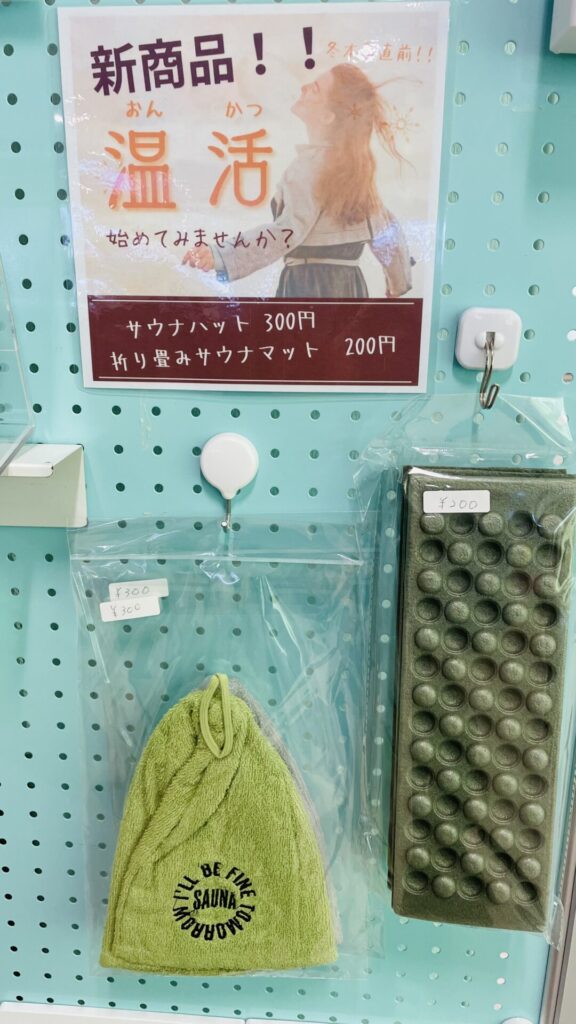 新商品！！
冬本番直前!!
おん かつ
温活
始めてみませんか？
サウナハット 300円
折り畳みサウナマット 200円
¥200
¥300
¥300
I'LL BE FINE TOMORROW
SAUNA